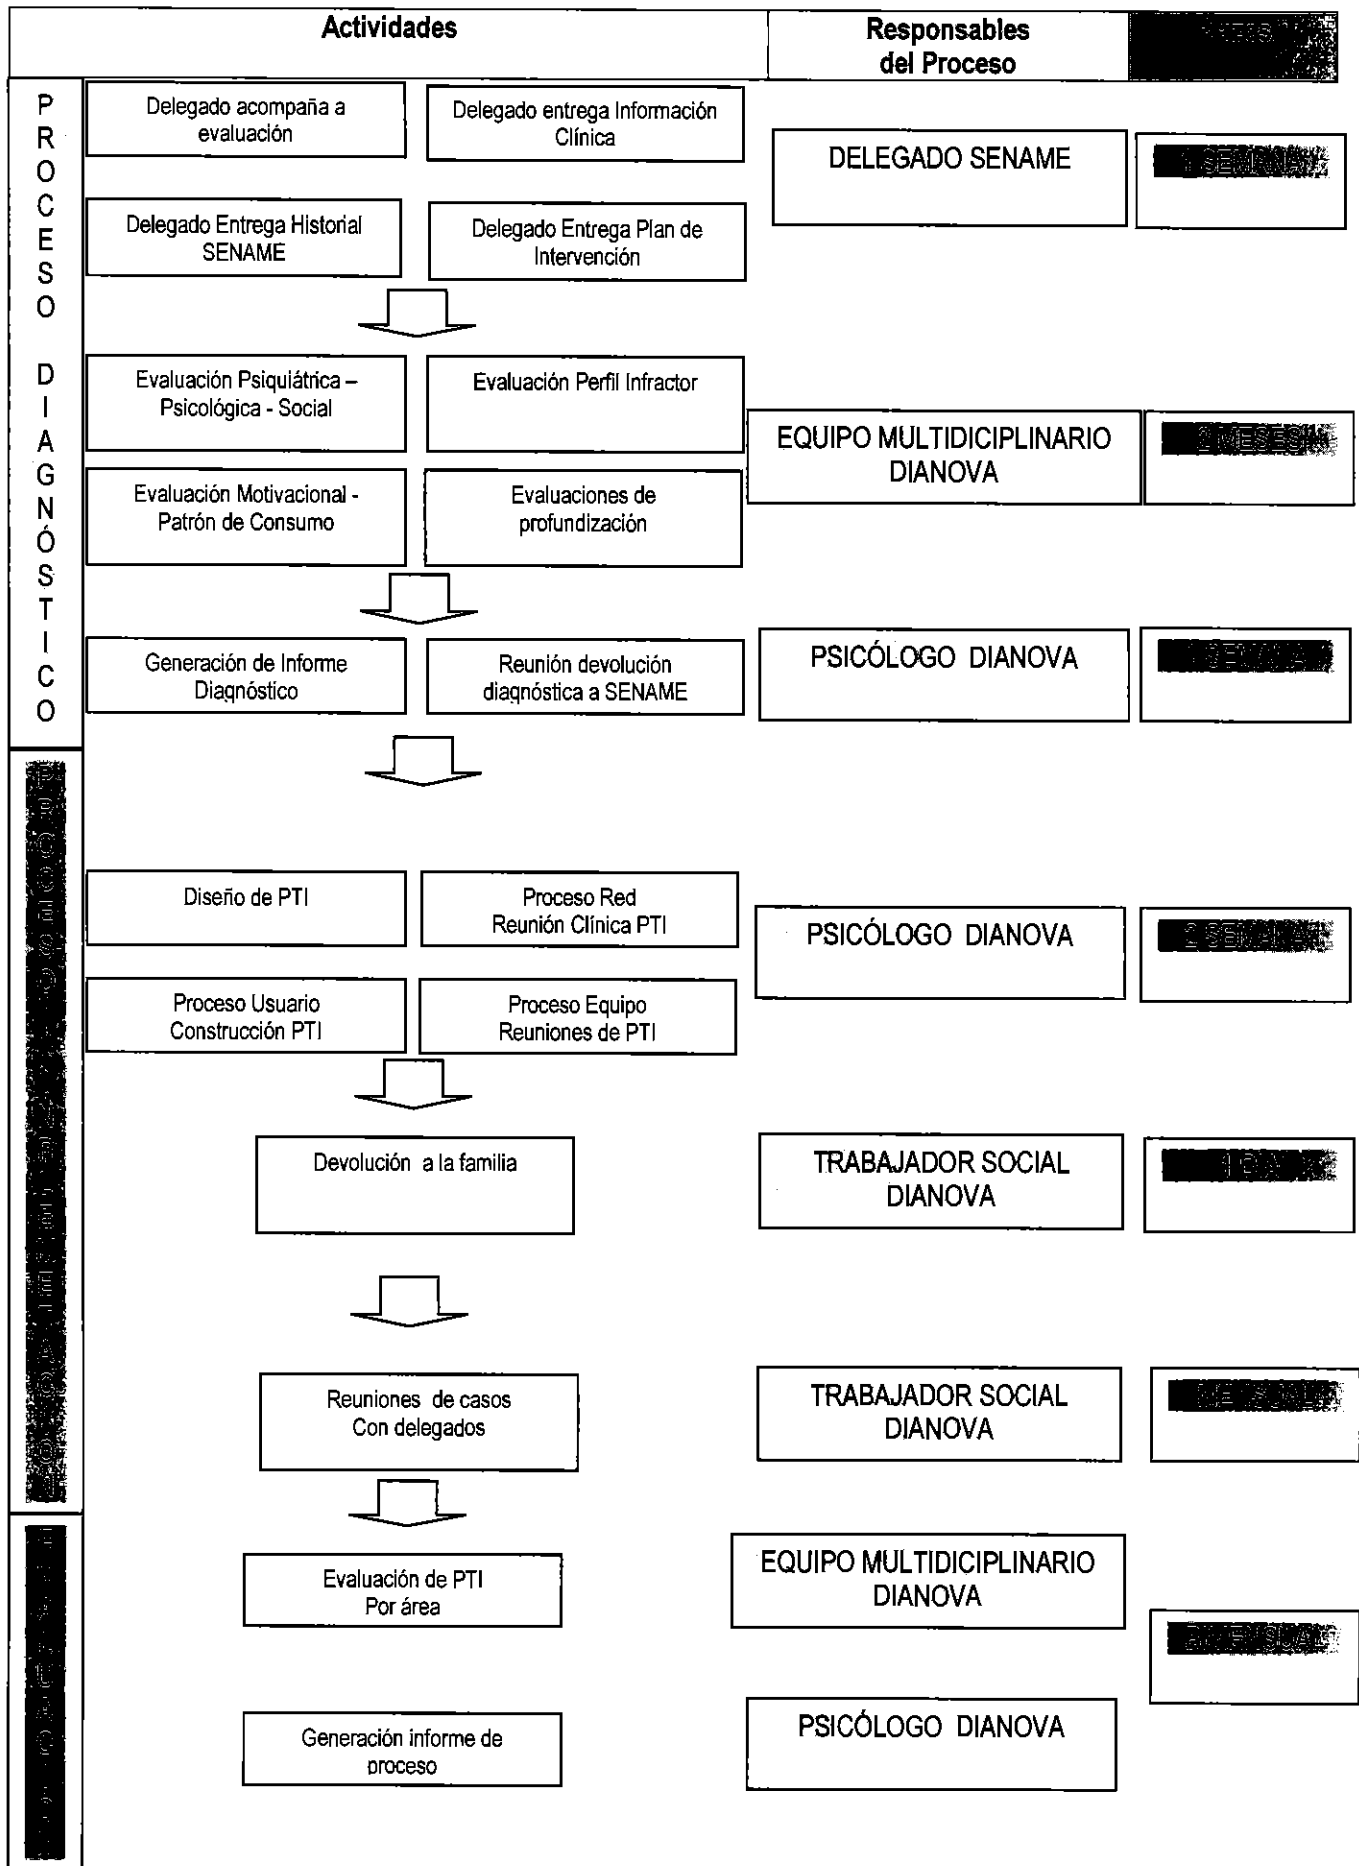 Actividades
Responsables
del Proceso
P
R
O
C
E
S
O
D
I
A
G
N
Ó
S
T
I
C
O
Delegado acompaña a
evaluación
Delegado entrega Información
Clínica
DELEGADO SENAME
Delegado Entrega Historial
SENAME
Delegado Entrega Plan de
Intervención
Evaluación Psiquiátrica –
Psicológica - Social
Evaluación Perfil Infractor
EQUIPO MULTIDICIPLINARIO
DIANOVA
2 MESES
Evaluación Motivacional -
Patrón de Consumo
Evaluaciones de
profundización
Generación de Informe
Diagnóstico
Reunión devolución
diagnóstica a SENAME
PSICÓLOGO DIANOVA
Diseño de PTI
Proceso Red
Reunión Clínica PTI
PSICÓLOGO DIANOVA
Proceso Usuario
Construcción PTI
Proceso Equipo
Reuniones de PTI
Devolución a la familia
TRABAJADOR SOCIAL
DIANOVA
Reuniones de casos
Con delegados
TRABAJADOR SOCIAL
DIANOVA
Evaluación de PTI
Por área
EQUIPO MULTIDICIPLINARIO
DIANOVA
Generación informe de
proceso
PSICÓLOGO DIANOVA